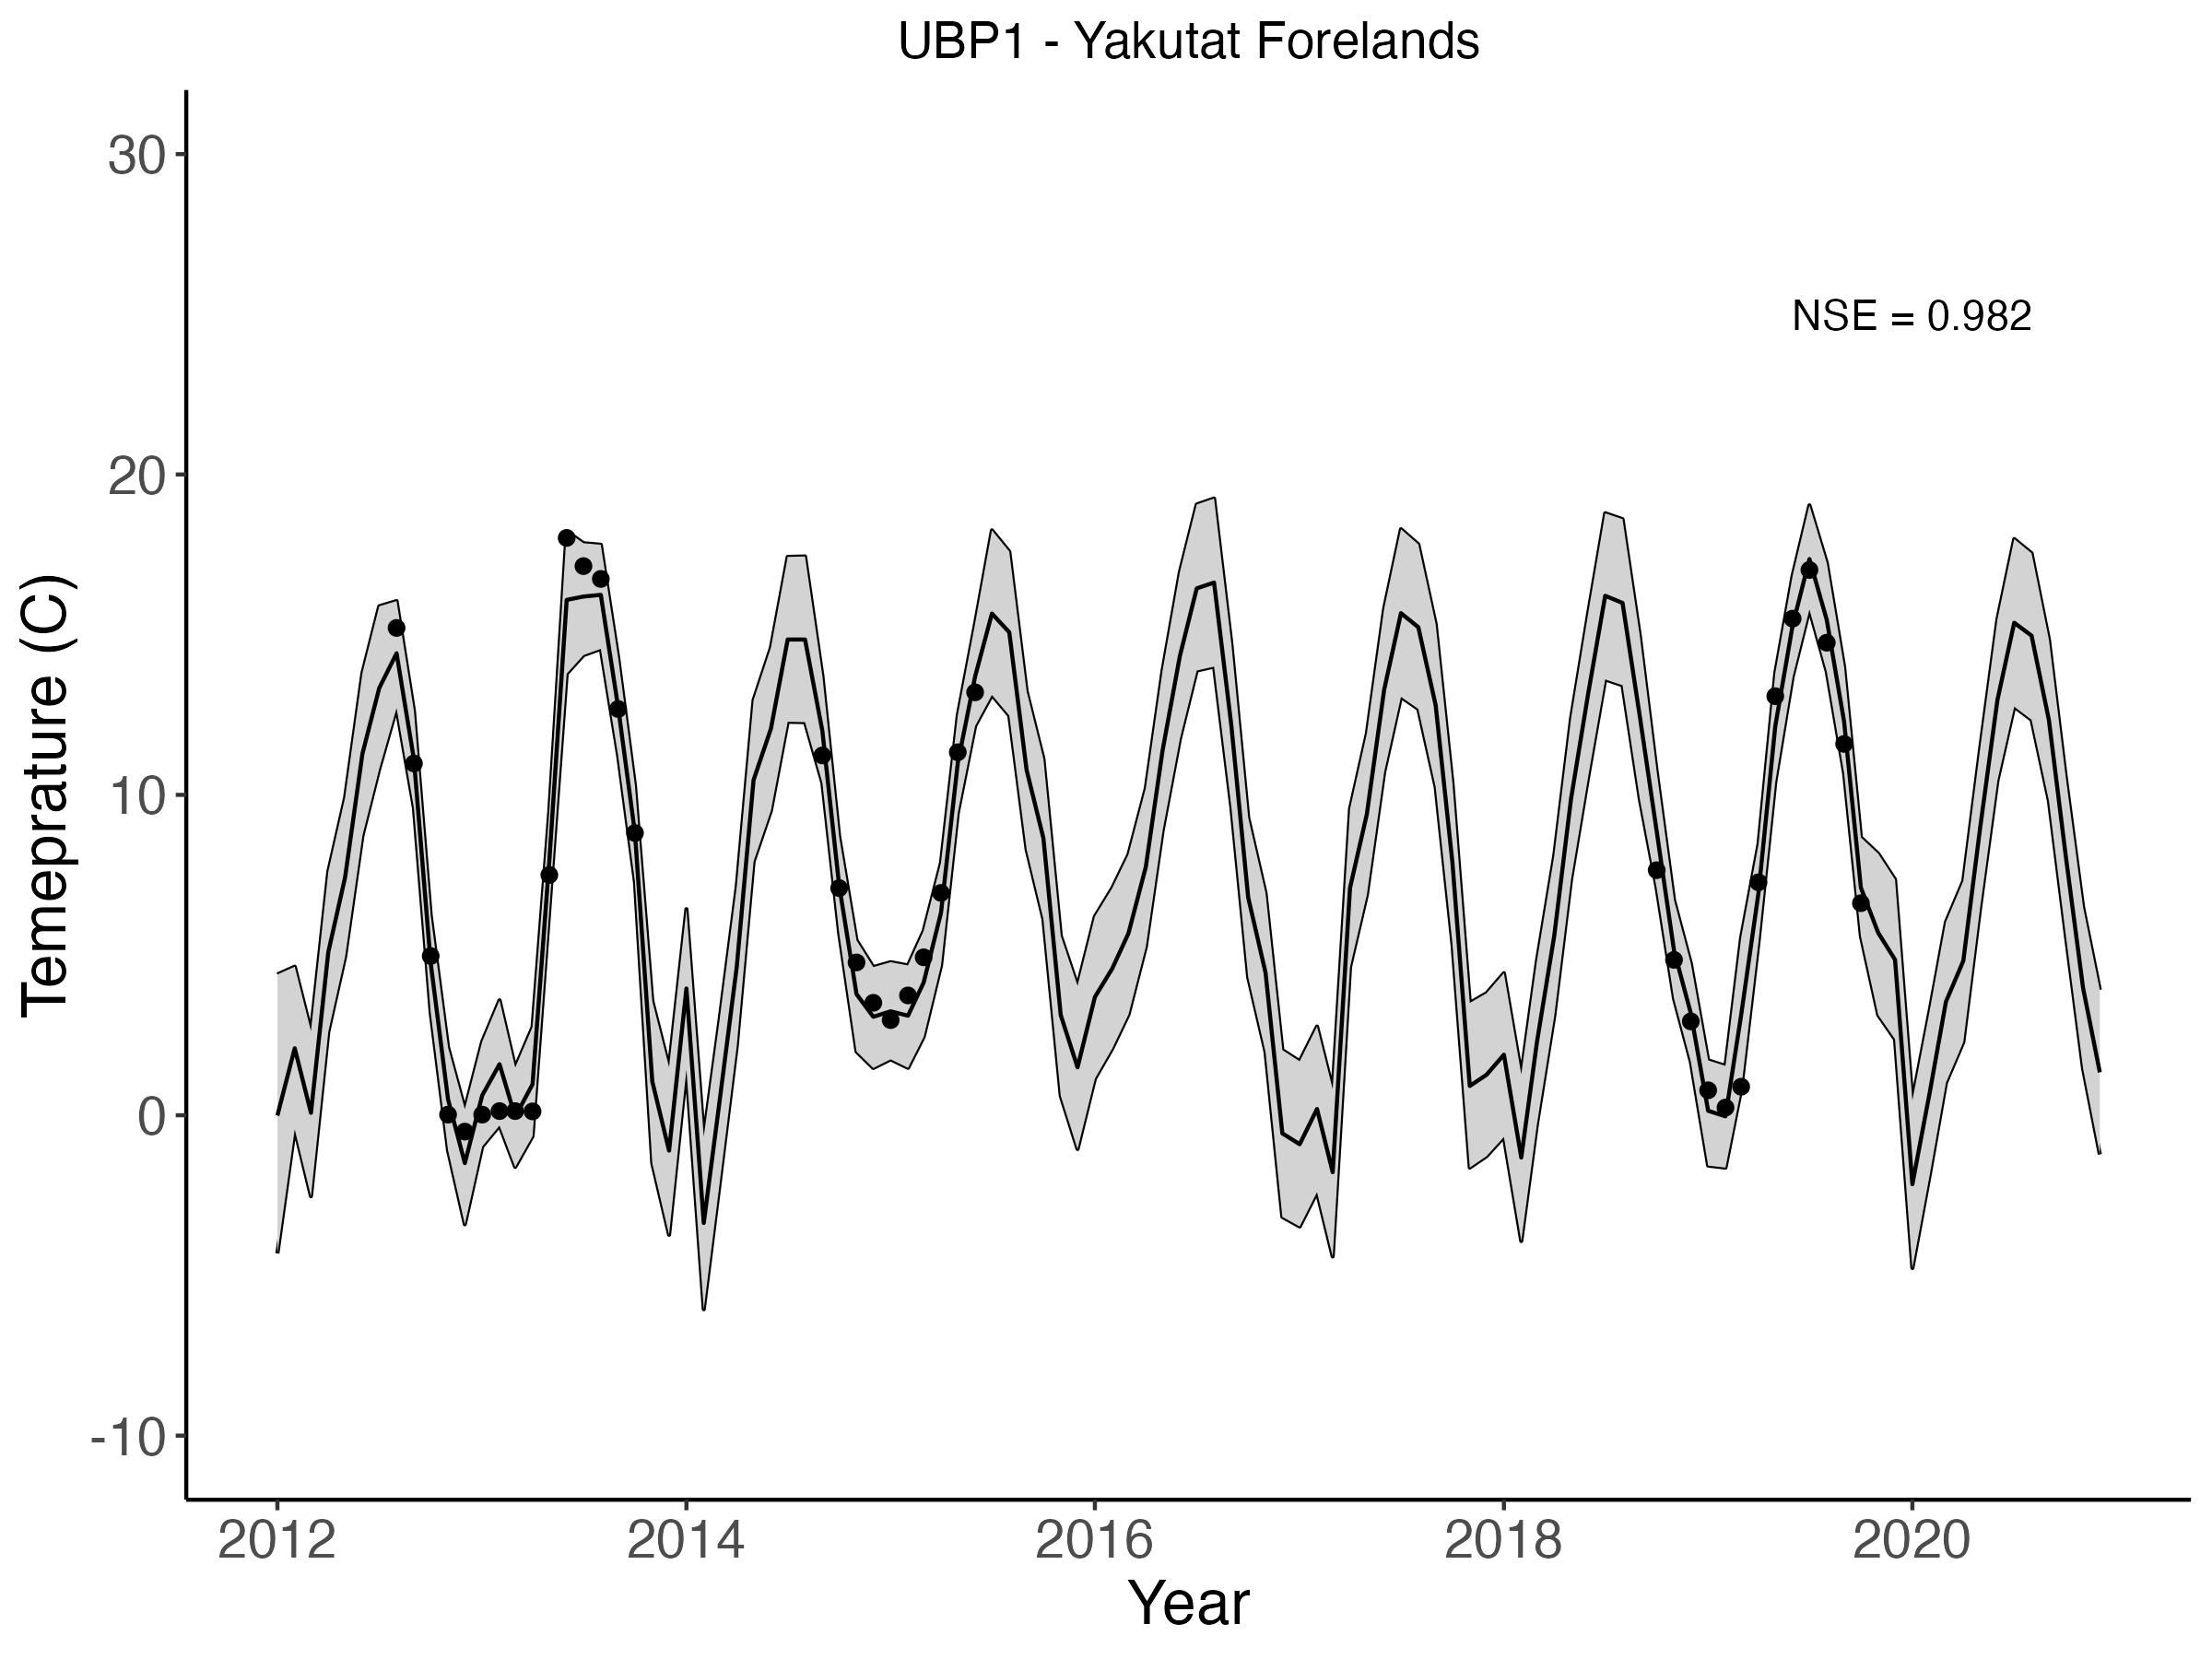 UBP1 - Yakutat Forelands
30
20
10
0
-10
Temeprature (C)
NSE = 0.982
2012 2014 2016 2018 2020
Year